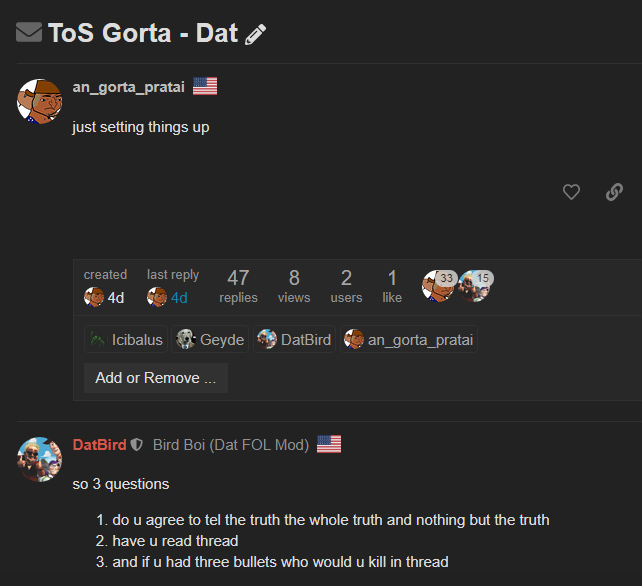 ToS Gorta - Dat
an_gorta_pratai
just setting things up
created last reply 47 8 2 1 33 15
4d 4d replies views users like
Icibalus Geyde DatBird an_gorta_pratai
Add or Remove ...
DatBird Bird Boi (Dat FOL Mod)
so 3 questions
1. do u agree to tel the truth the whole truth and nothing but the truth
2. have u read thread
3. and if u had three bullets who would u kill in thread